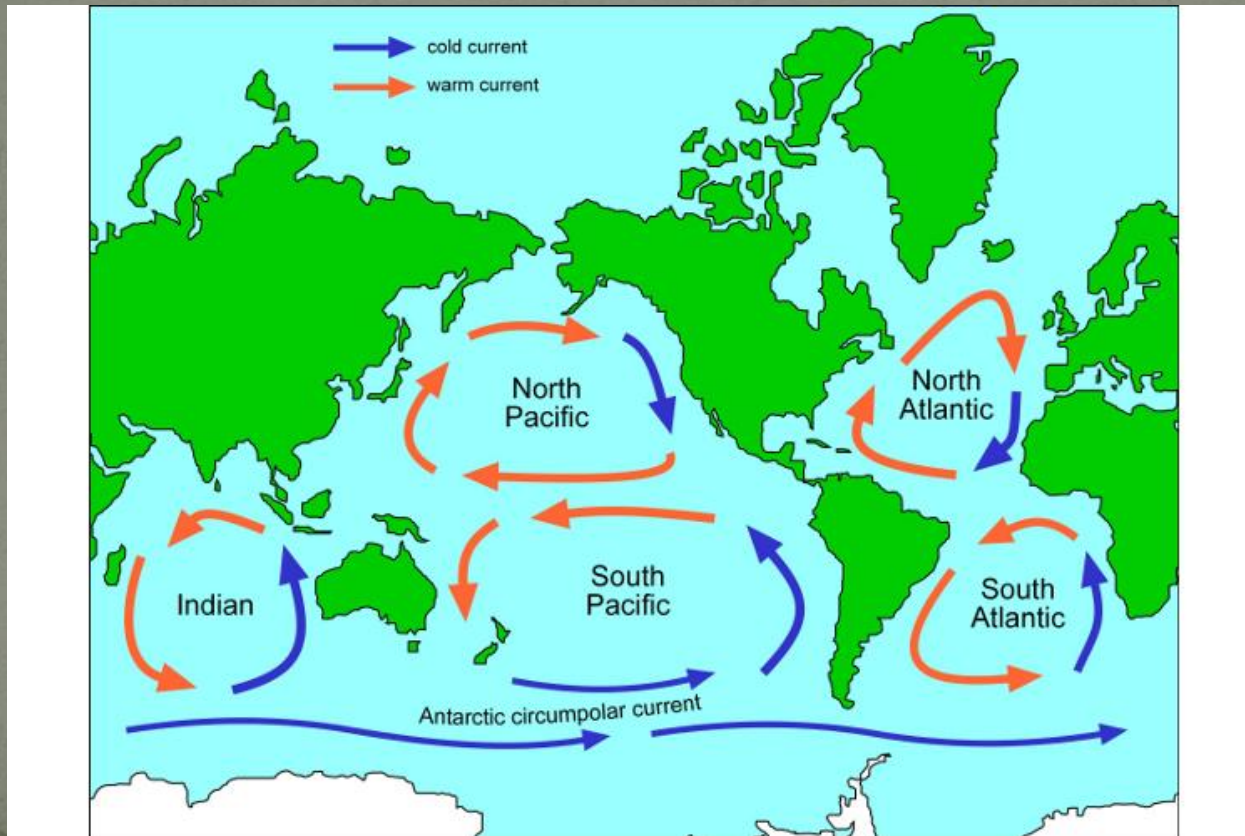 cold current
warm current
North
Pacific
North
Atlantic
Indian
South
Pacific
South
Atlantic
Antarctic circumpolar current